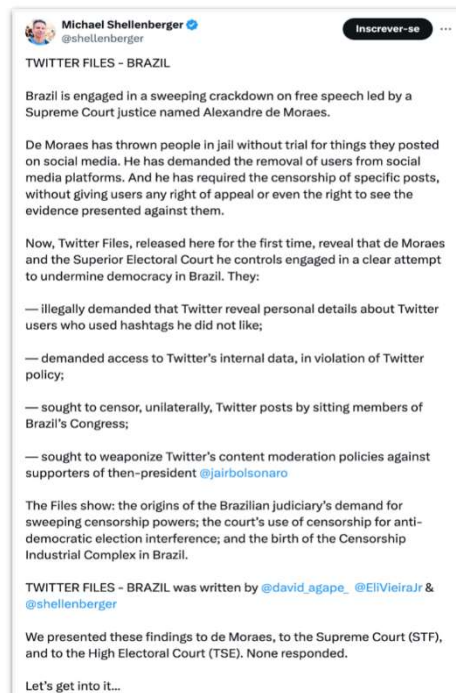 Michael Shellenberger
@shellenberger
Inscrever-se
TWITTER FILES - BRAZIL
Brazil is engaged in a sweeping crackdown on free speech led by a
Supreme Court justice named Alexandre de Moraes.
De Moraes has thrown people in jail without trial for things they posted
on social media. He has demanded the removal of users from social
media platforms. And he has required the censorship of specific posts,
without giving users any right of appeal or even the right to see the
evidence presented against them.
Now, Twitter Files, released here for the first time, reveal that de Moraes
and the Superior Electoral Court he controls engaged in a clear attempt
to undermine democracy in Brazil. They:
— illegally demanded that Twitter reveal personal details about Twitter
users who used hashtags he did not like;
— demanded access to Twitter's internal data, in violation of Twitter
policy;
— sought to censor, unilaterally, Twitter posts by sitting members of
Brazil's Congress;
— sought to weaponize Twitter's content moderation policies against
supporters of then-president @jairbolsonaro
The Files show: the origins of the Brazilian judiciary's demand for
sweeping censorship powers; the court's use of censorship for anti-
democratic election interference; and the birth of the Censorship
Industrial Complex in Brazil.
TWITTER FILES - BRAZIL was written by @david_agape_ @EliVieiraJr &
@shellenberger
We presented these findings to de Moraes, to the Supreme Court (STF),
and to the High Electoral Court (TSE). None responded.
Let's get into it...